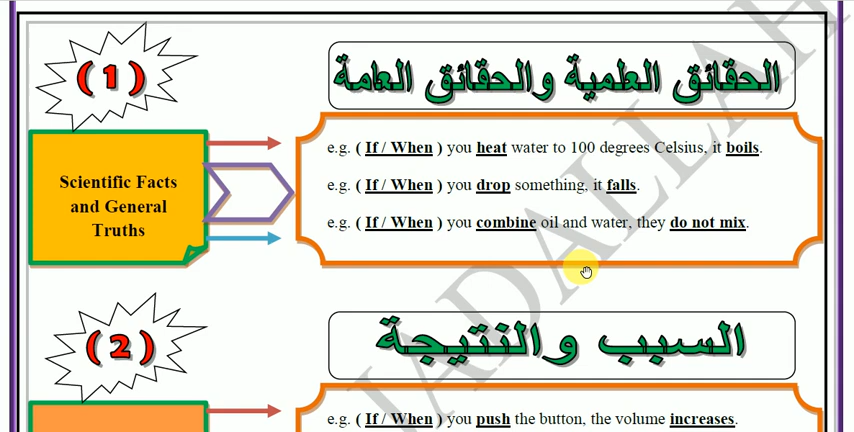 ( 1 )
الحقائق العلمية والحقائق العامة
Scientific Facts
and General
Truths
e.g. ( If / When ) you heat water to 100 degrees Celsius, it boils.
e.g. ( If / When ) you drop something, it falls.
e.g. ( If / When ) you combine oil and water, they do not mix.
( 2 )
السبب والنتيجة
e.g. ( If / When ) you push the button, the volume increases.
JADALLAH